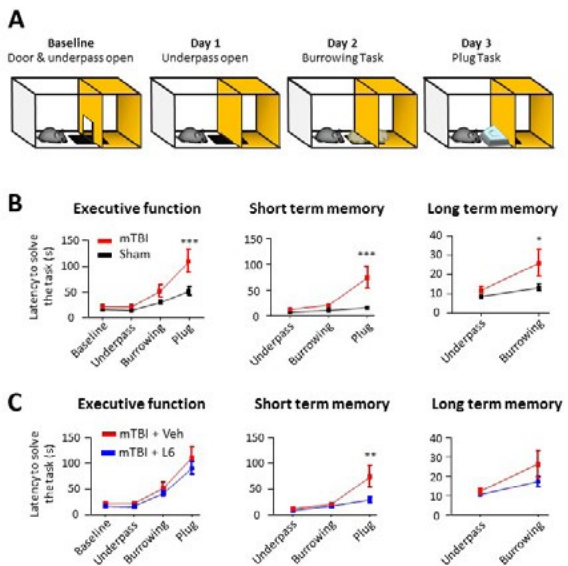 A
Baseline
Door & underpass open
Day 1
Underpass open
Day 2
Burrowing Task
Day 3
Plug Task
B
Executive function
Short term memory
Long term memory
Latency to solve
the task (s)
150
100
50
0
mTBI
Sham
***
Baseline
Underpass
Burrowing
Plug
150
100
50
0
***
Underpass
Burrowing
Plug
40
30
20
10
0
*
Underpass
Burrowing
C
Executive function
Short term memory
Long term memory
Latency to solve
the task (s)
150
100
50
0
mTBI + Veh
mTBI + L6
Baseline
Underpass
Burrowing
Plug
150
100
50
0
**
Underpass
Burrowing
Plug
40
30
20
10
0
Underpass
Burrowing